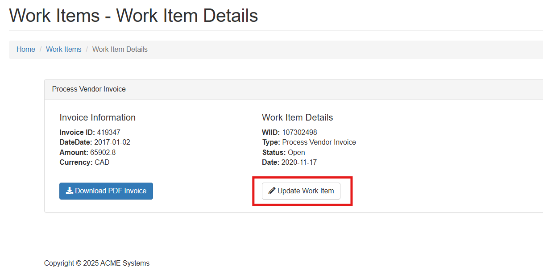 Work Items - Work Item Details
Home / Work Items / Work Item Details
Process Vendor Invoice
Invoice Information
Invoice ID: 419347
DateDate: 2017-01-02
Amount: 65902.8
Currency: CAD
Download PDF Invoice
Work Item Details
WIID: 107302498
Type: Process Vendor Invoice
Status: Open
Date: 2020-11-17
Update Work Item
Copyright © 2025 ACME Systems